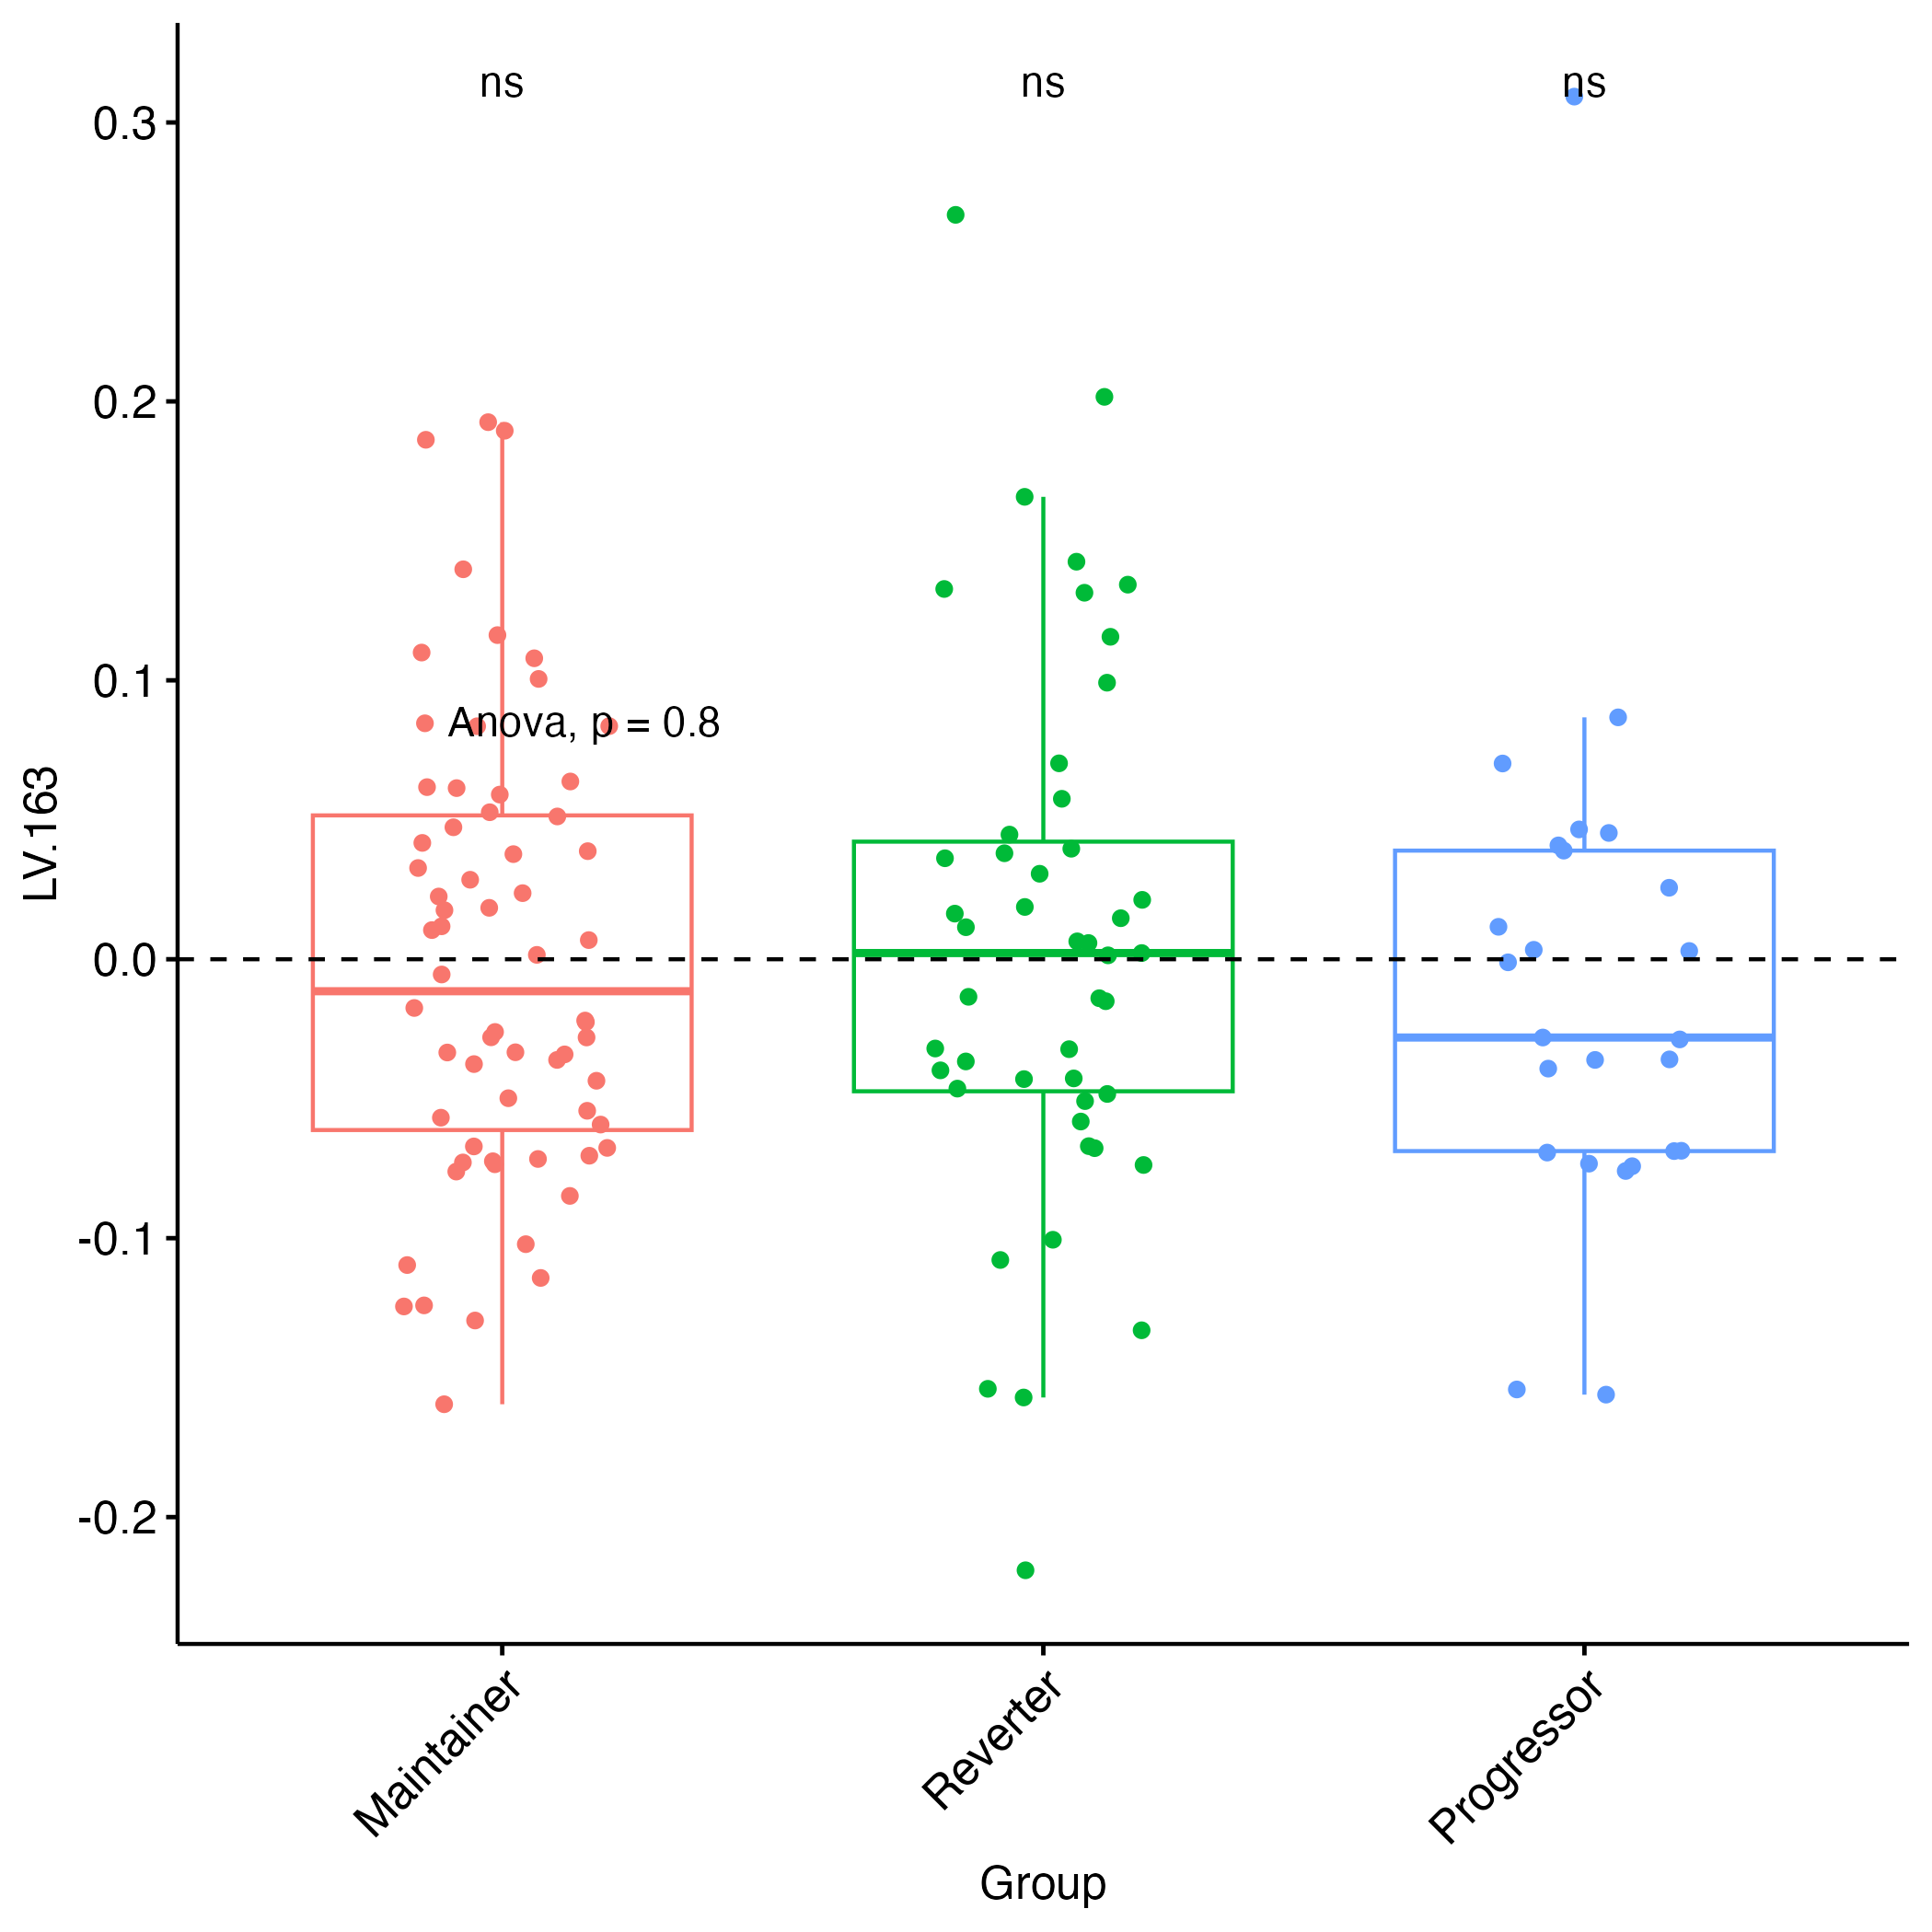 ns ns ns
0.3
0.2
0.1
Anova, p = 0.8
LV.163
0.0
-0.1
-0.2
Maintainer
Reverter
Progressor
Group